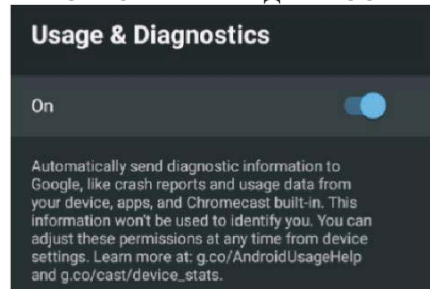 Usage & Diagnostics
On
Automatically send diagnostic information to
Google, like crash reports and usage data from
your device, apps, and Chromecast built-in. This
information won't be used to identify you. You can
adjust these permissions at any time from device
settings. Learn more at: g.co/AndroidUsageHelp
and g.co/cast/device_stats.